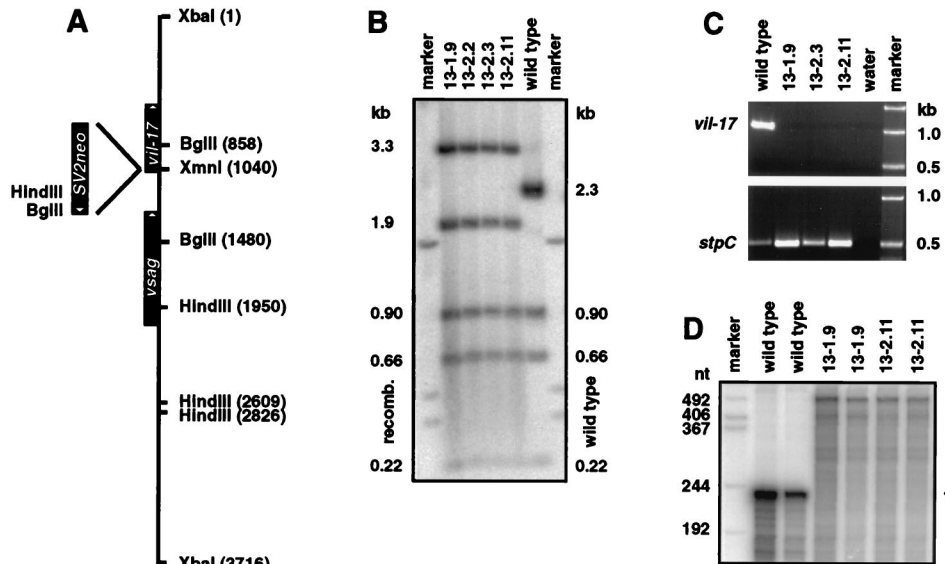 A
XbaI (1)
SV2neo
vil-17
BglII (858)
XmnI (1040)
HindIII
BglII
BglII (1480)
vsag
HindIII (1950)
HindIII (2609)
HindIII (2826)
XbaI (3716)
B
marker
13-1.9
13-2.2
13-2.3
13-2.11
wild type
marker
kb
kb
3.3
2.3
1.9
0.90
0.90
0.66
0.66
recomb.
wild type
0.22
0.22
C
wild type
13-1.9
13-2.3
13-2.11
water
marker
kb
vil-17
1.0
0.5
1.0
stpC
0.5
D
marker
wild type
wild type
13-1.9
13-1.9
13-2.11
13-2.11
nt
492
406
367
244
192